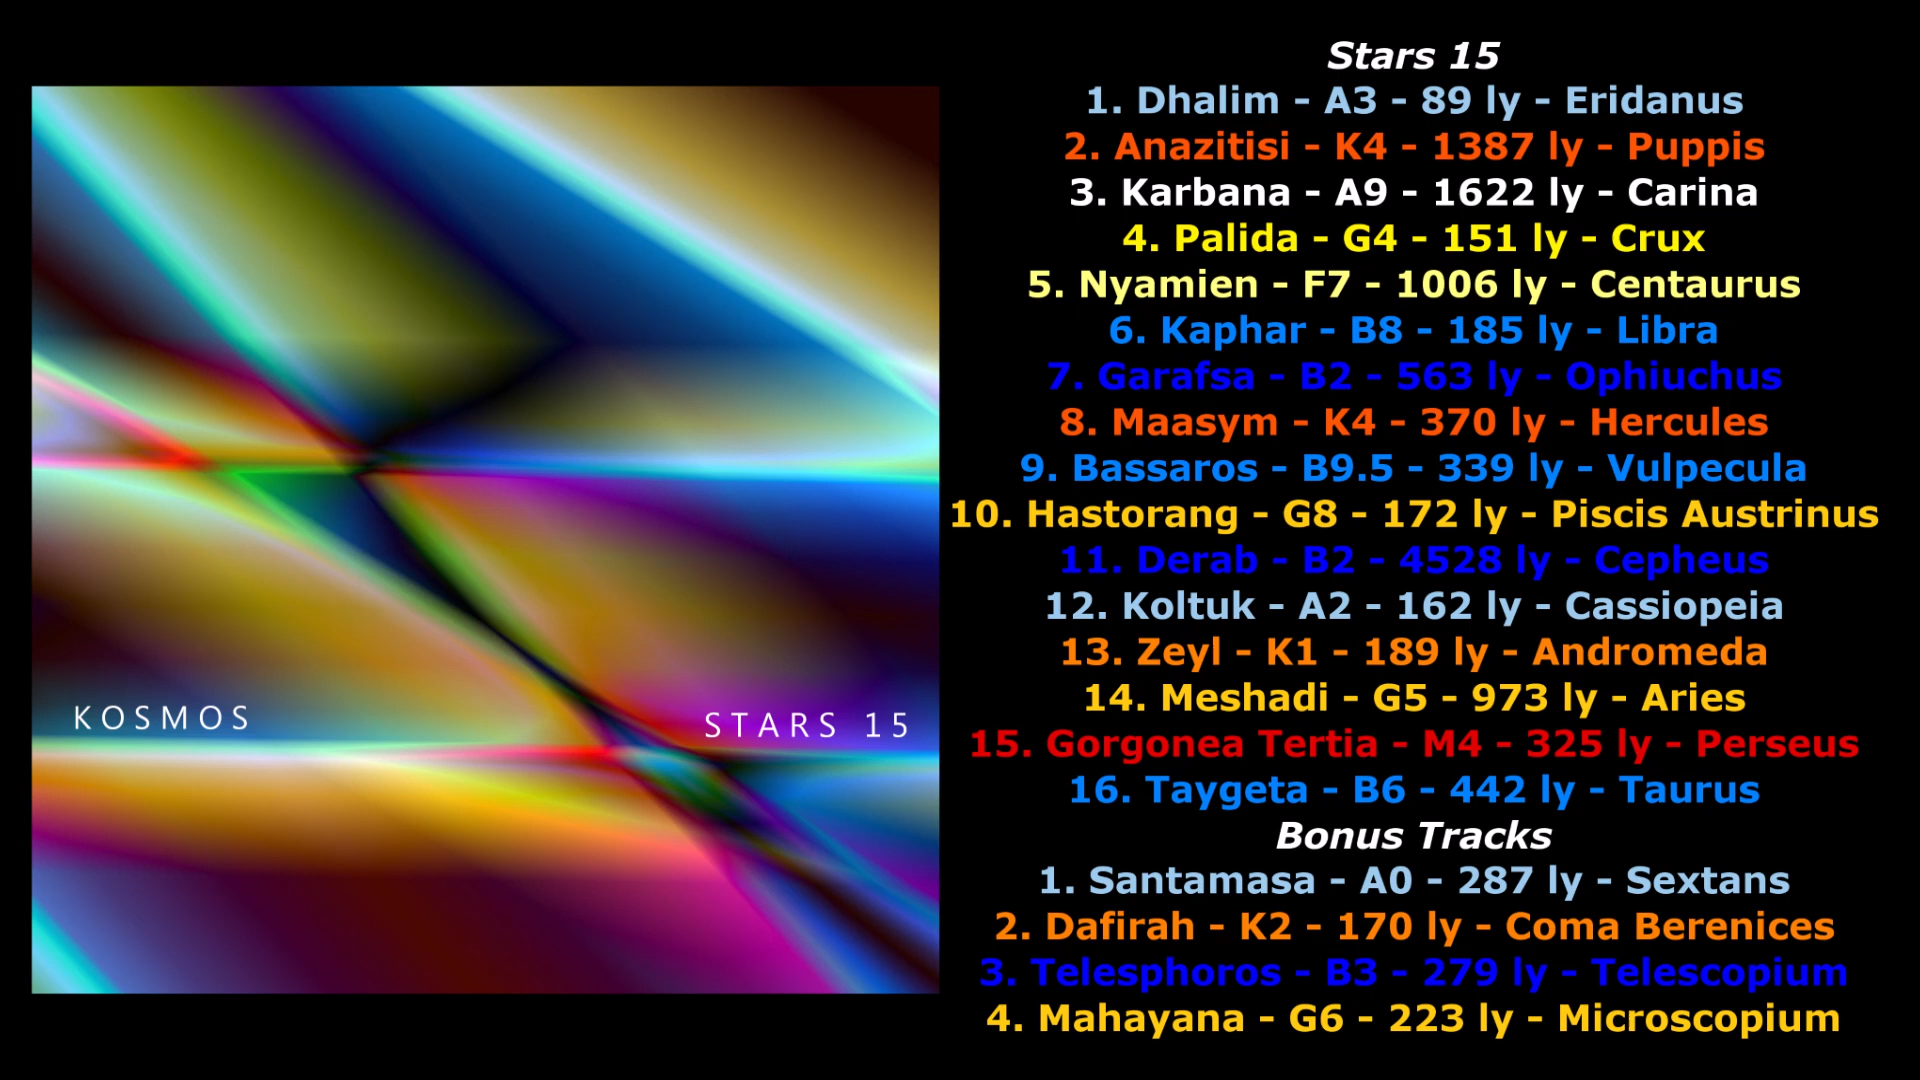 KOSMOS
STARS 15
Stars 15
1. Dhalim - A3 - 89 ly - Eridanus
2. Anazitisi - K4 - 1387 ly - Puppis
3. Karbana - A9 - 1622 ly - Carina
4. Palida - G4 - 151 ly - Crux
5. Nyamien - F7 - 1006 ly - Centaurus
6. Kaphar - B8 - 185 ly - Libra
7. Garafsa - B2 - 563 ly - Ophiuchus
8. Maasym - K4 - 370 ly - Hercules
9. Bassaros - B9.5 - 339 ly - Vulpecula
10. Hastorang - G8 - 172 ly - Piscis Austrinus
11. Derab - B2 - 4528 ly - Cepheus
12. Koltuk - A2 - 162 ly - Cassiopeia
13. Zeyl - K1 - 189 ly - Andromeda
14. Meshadi - G5 - 973 ly - Aries
15. Gorgonea Tertia - M4 - 325 ly - Perseus
16. Taygeta - B6 - 442 ly - Taurus
Bonus Tracks
1. Santamasa - A0 - 287 ly - Sextans
2. Dafirah - K2 - 170 ly - Coma Berenices
3. Telesphoros - B3 - 279 ly - Telescopium
4. Mahayana - G6 - 223 ly - Microscopium